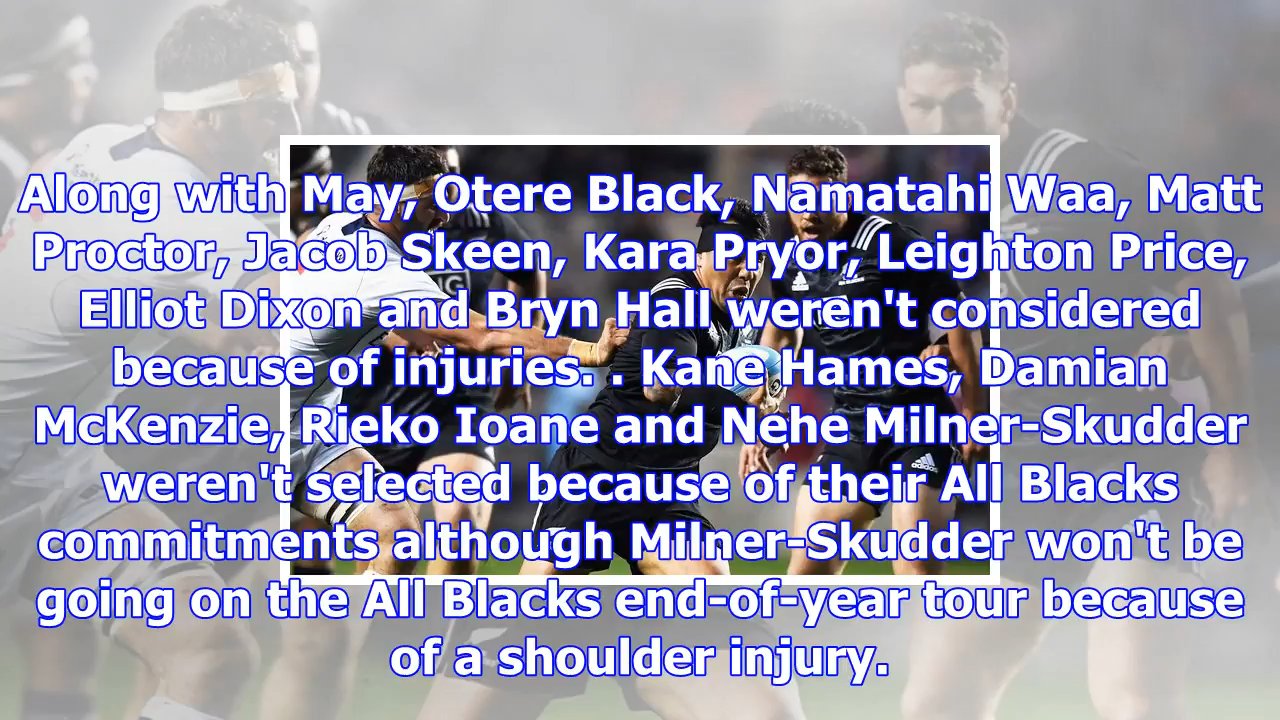 Along with May, Otere Black, Namatahi Waa, Matt
Proctor, Jacob Skeen, Kara Pryor, Leighton Price,
Elliot Dixon and Bryn Hall weren't considered
because of injuries. . Kane Hames, Damian
McKenzie, Rieko Ioane and Nehe Milner-Skudder
weren't selected because of their All Blacks
commitments although Milner-Skudder won't be
going on the All Blacks end-of-year tour because
of a shoulder injury.
adidas